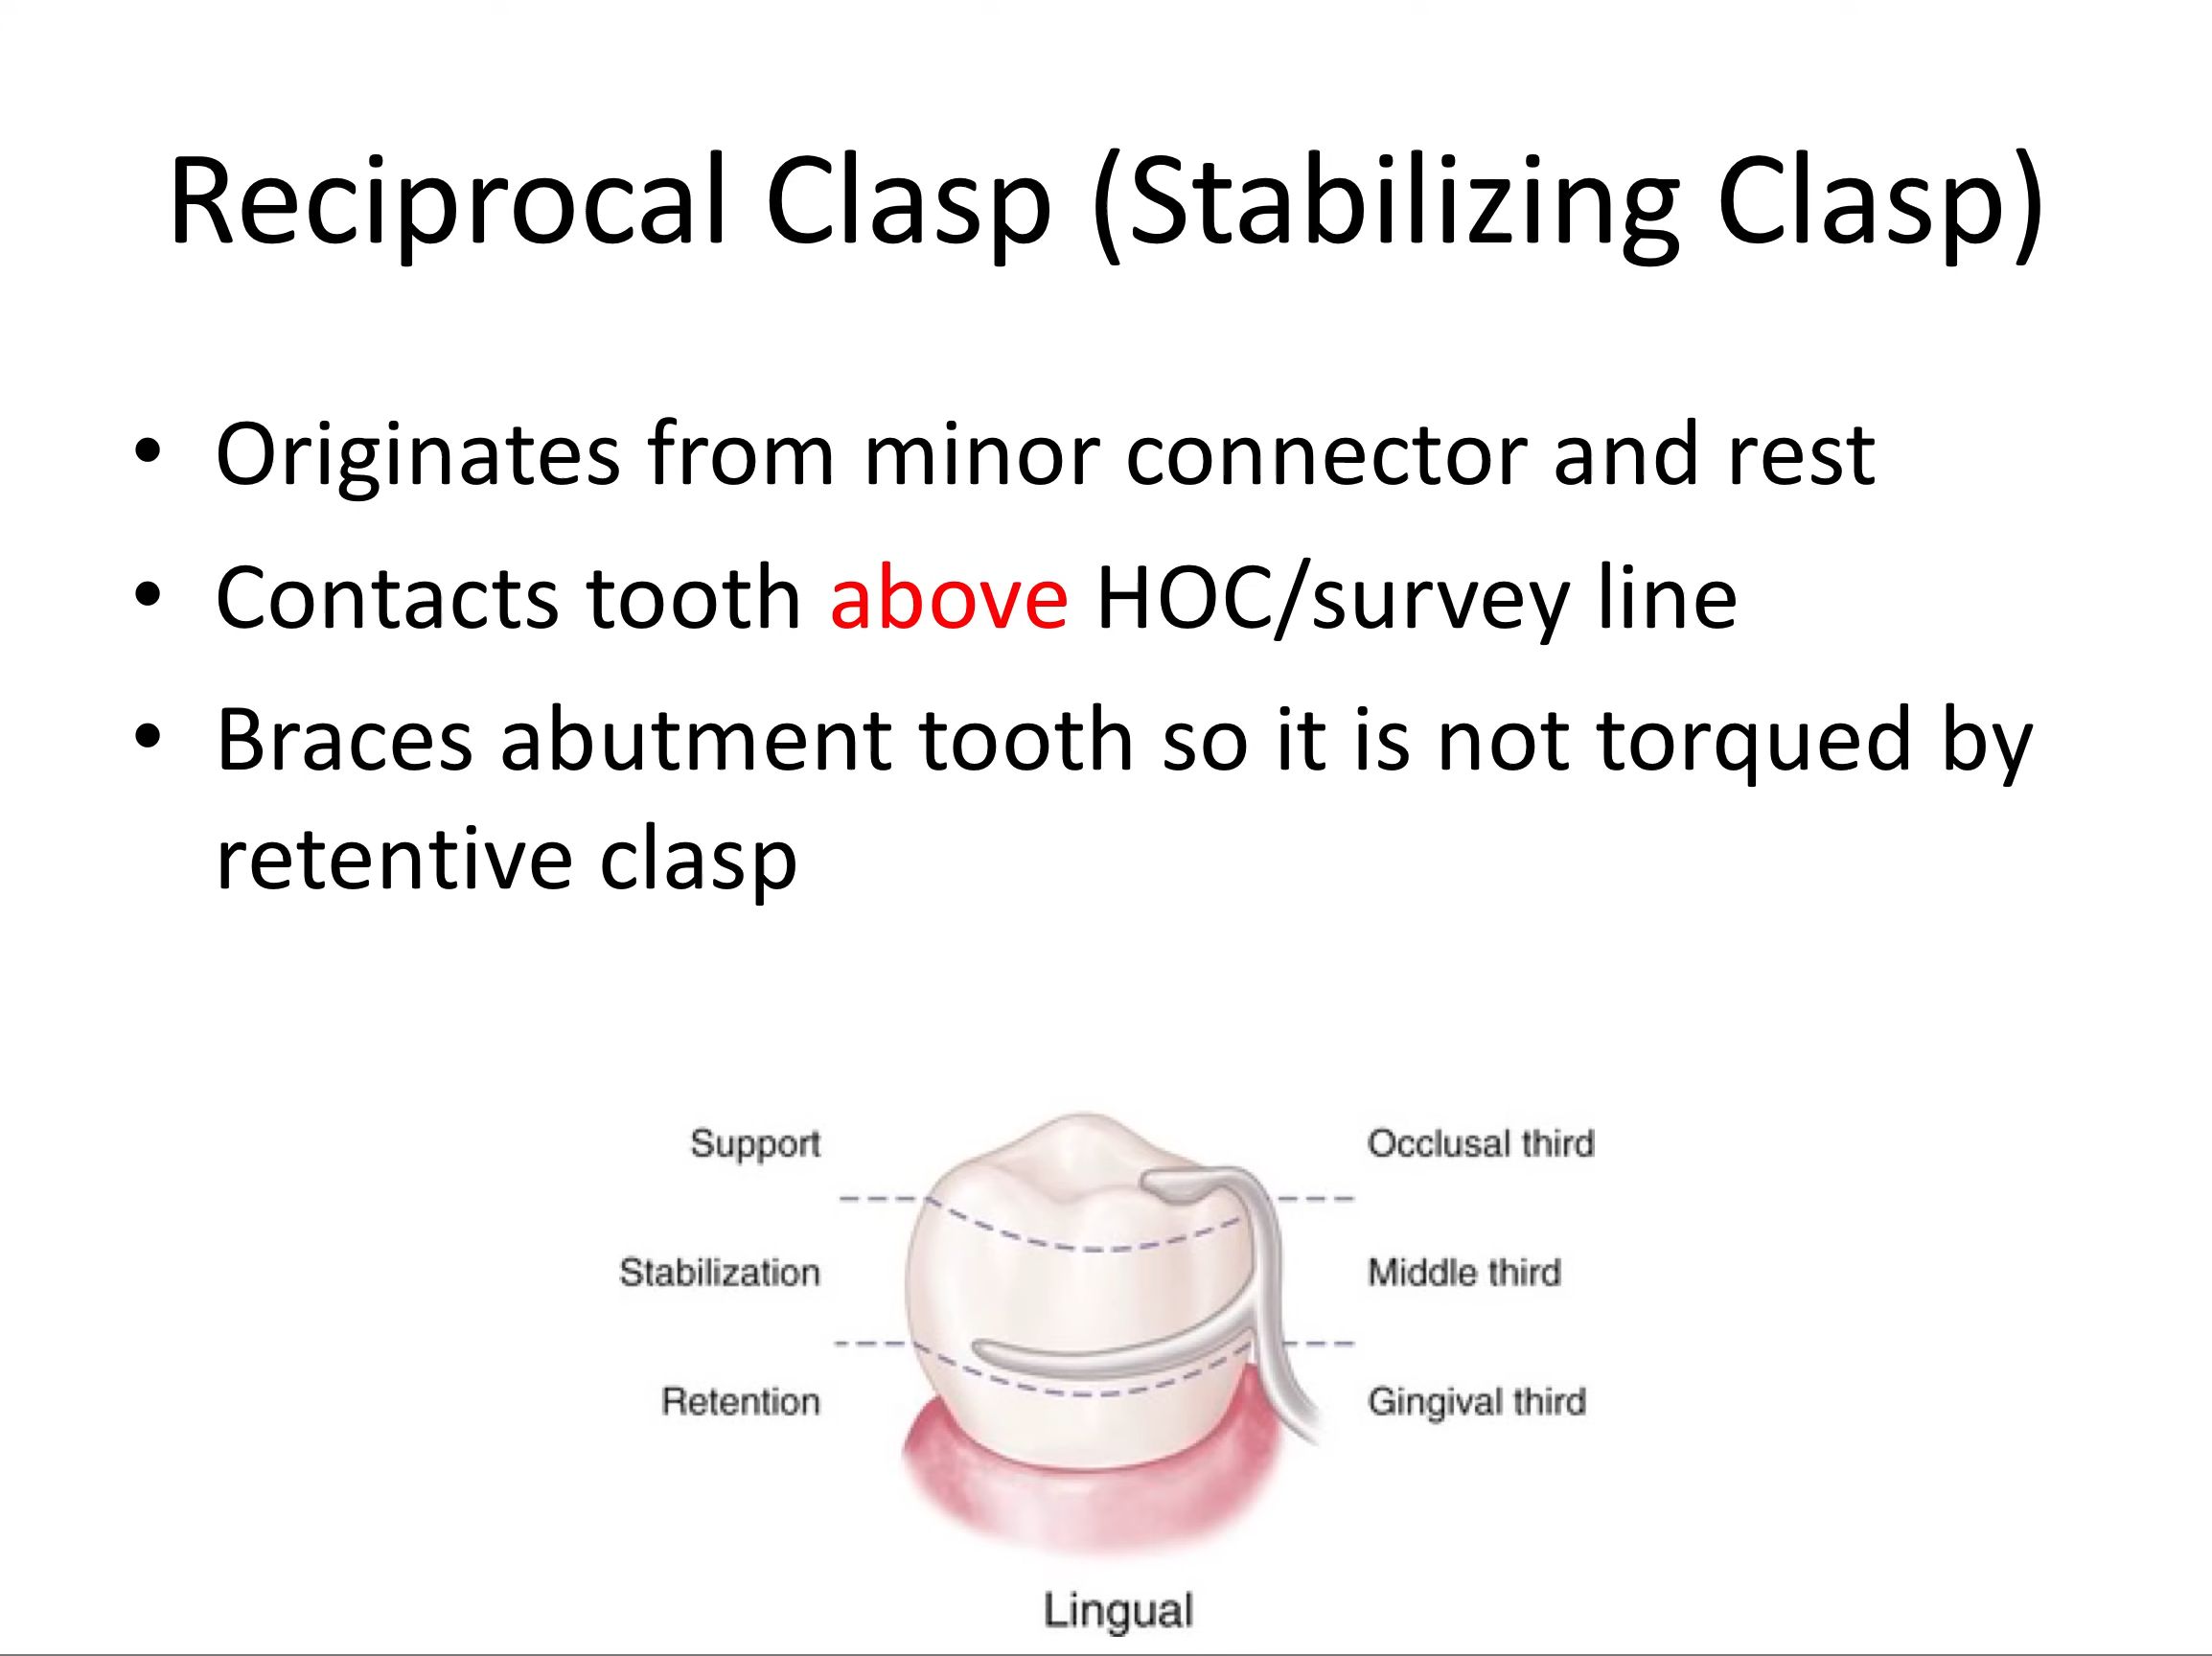 Reciprocal Clasp (Stabilizing Clasp)
• Originates from minor connector and rest
• Contacts tooth above HOC/survey line
• Braces abutment tooth so it is not torqued by
retentive clasp
Support
Occlusal third
Stabilization
Middle third
Retention
Gingival third
Lingual